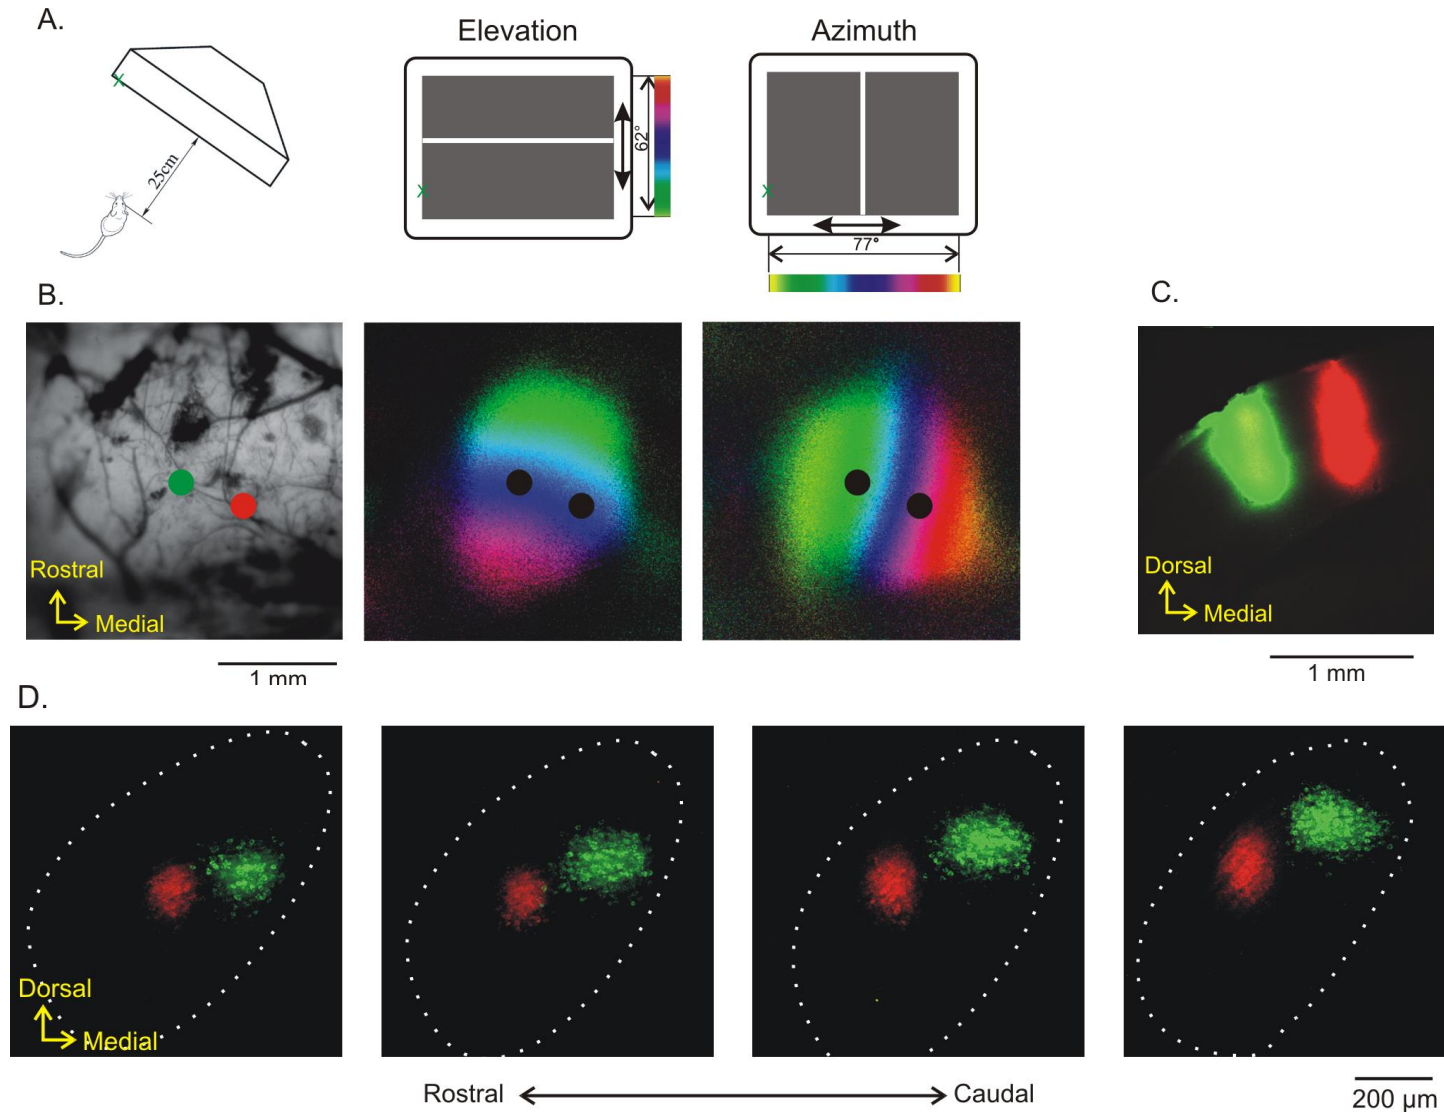 A.
Elevation
Azimuth
X
25cm
62°
X
X
77°
B.
C.
Rostral
Medial
1 mm
Dorsal
Medial
1 mm
D.
Dorsal
Medial
Rostral
Caudal
200 µm